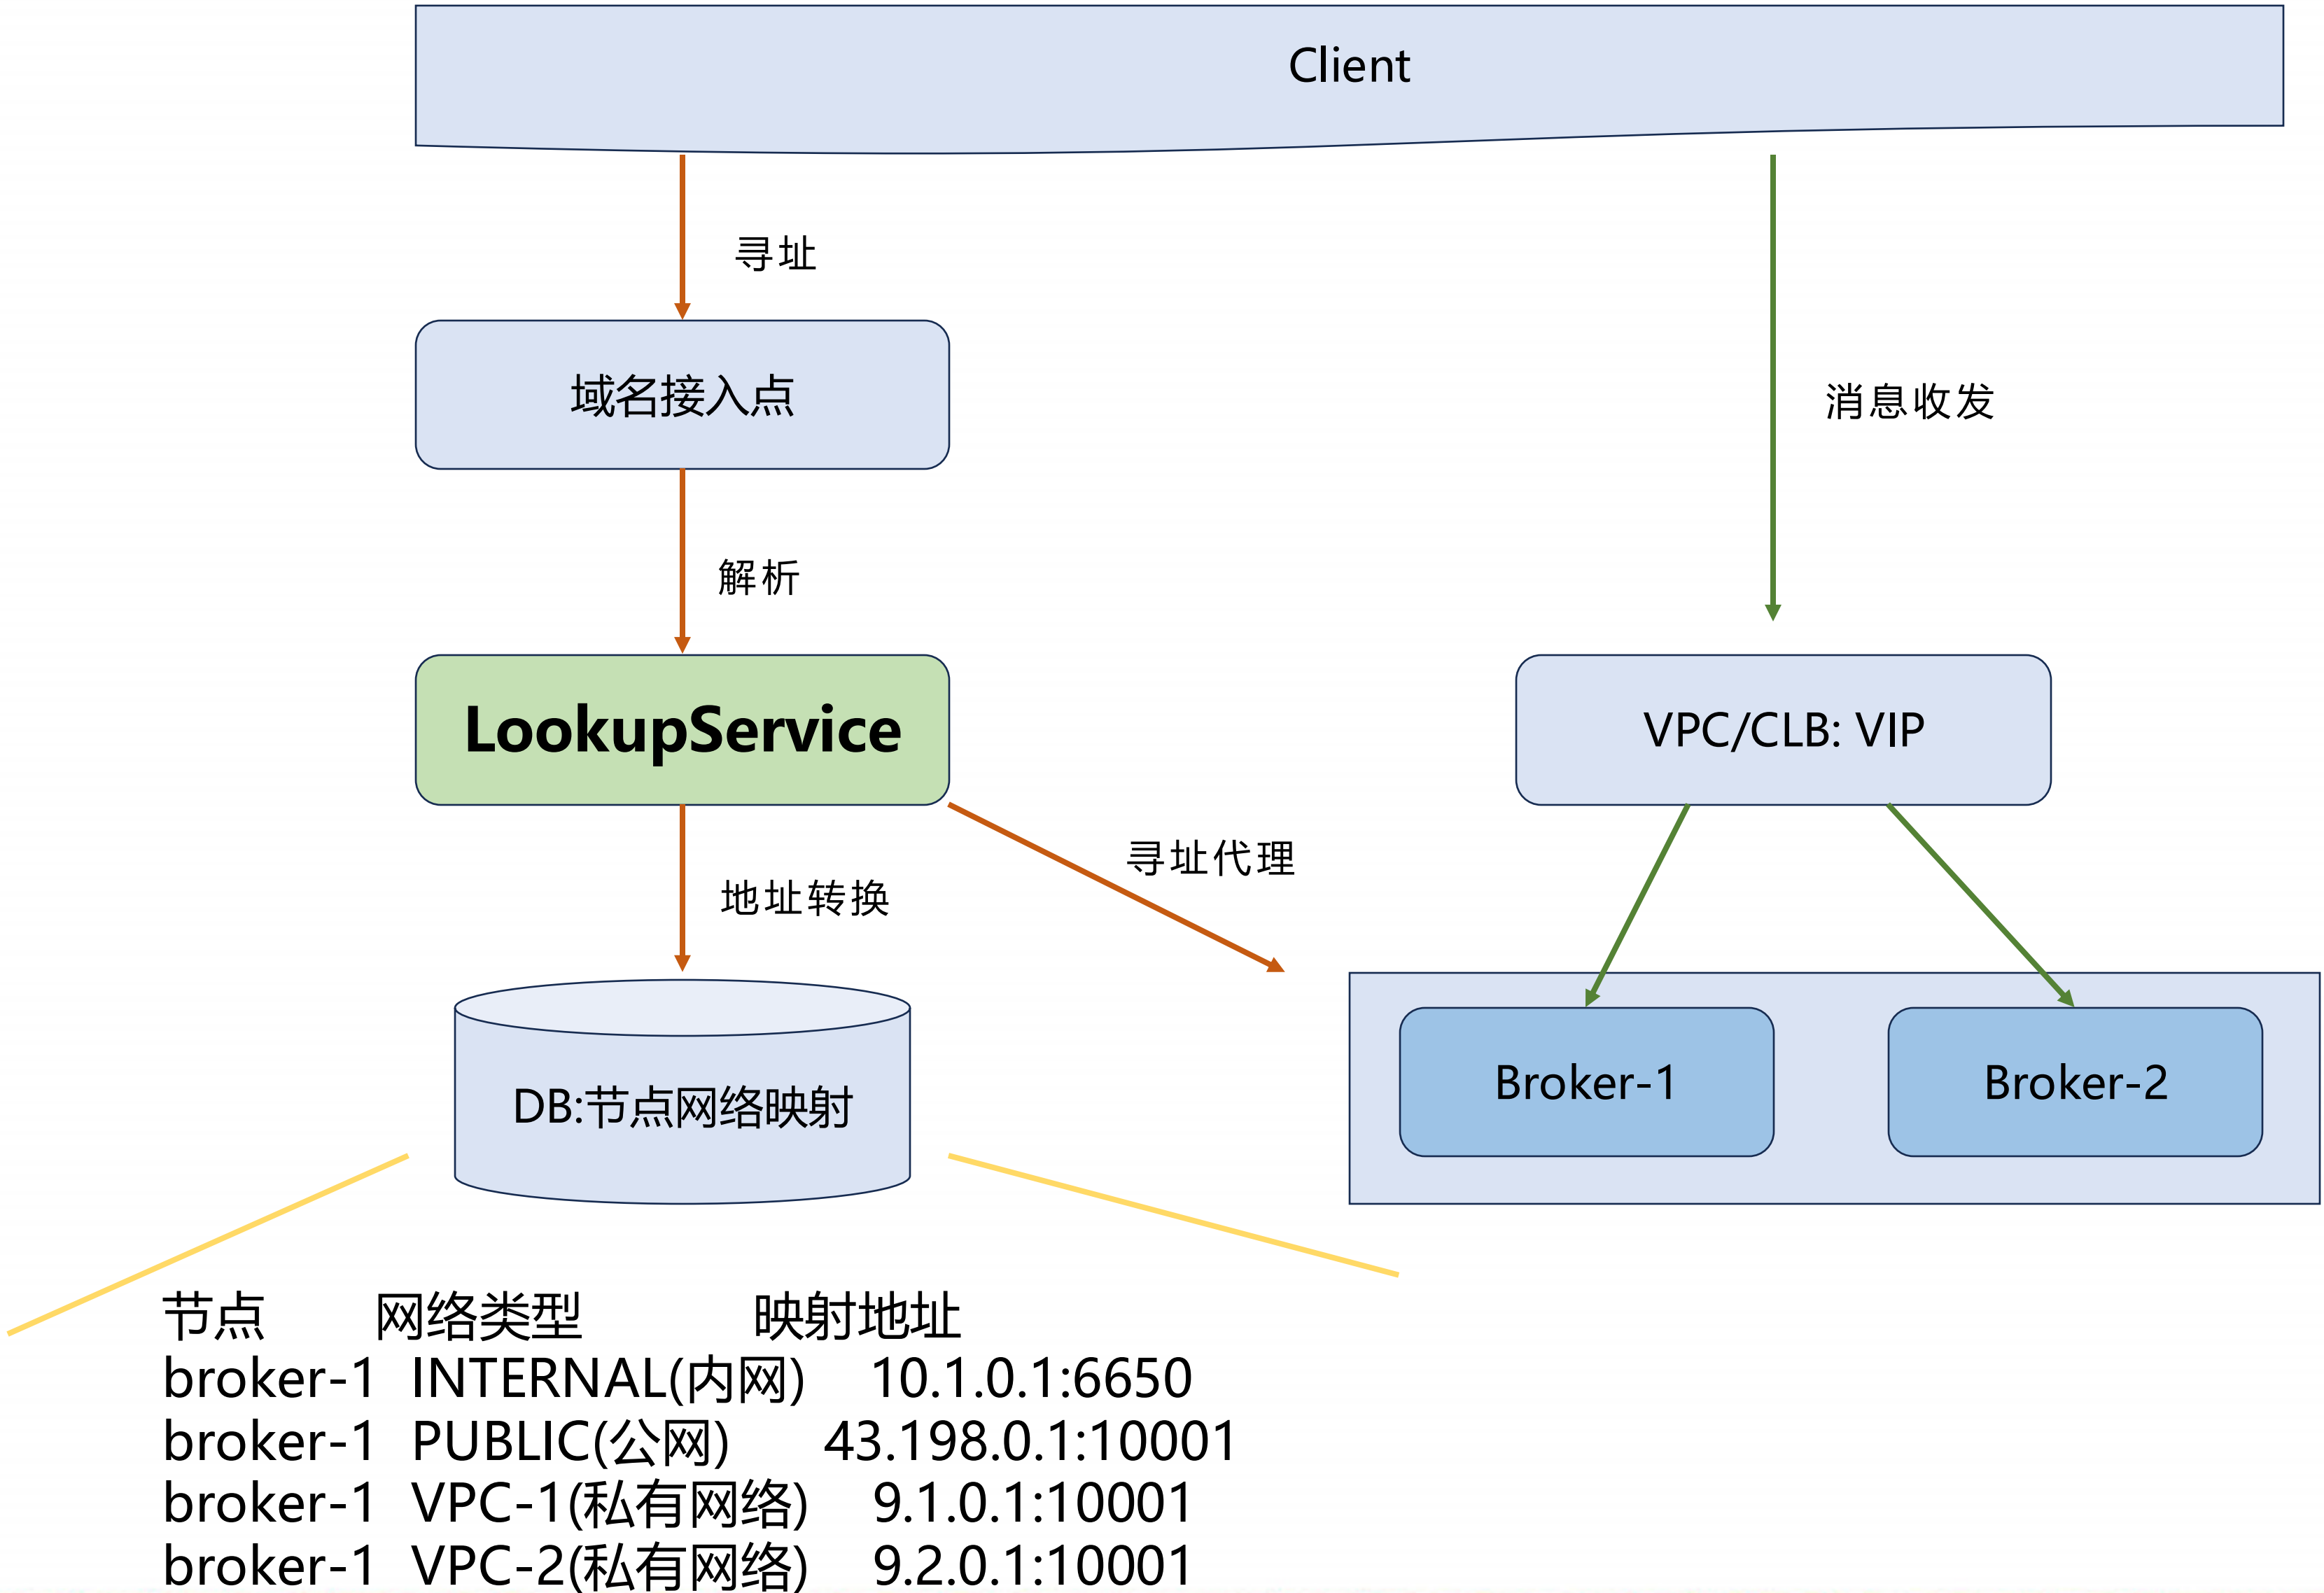 Client
寻址
域名接入点
消息收发
解析
LookupService
VPC/CLB: VIP
寻址代理
地址转换
Broker-1
Broker-2
DB:节点网络映射
节点 网络类型 映射地址
broker-1 INTERNAL(内网) 10.1.0.1:6650
broker-1 PUBLIC(公网) 43.198.0.1:10001
broker-1 VPC-1(私有网络) 9.1.0.1:10001
broker-1 VPC-2(私有网络) 9.2.0.1:10001